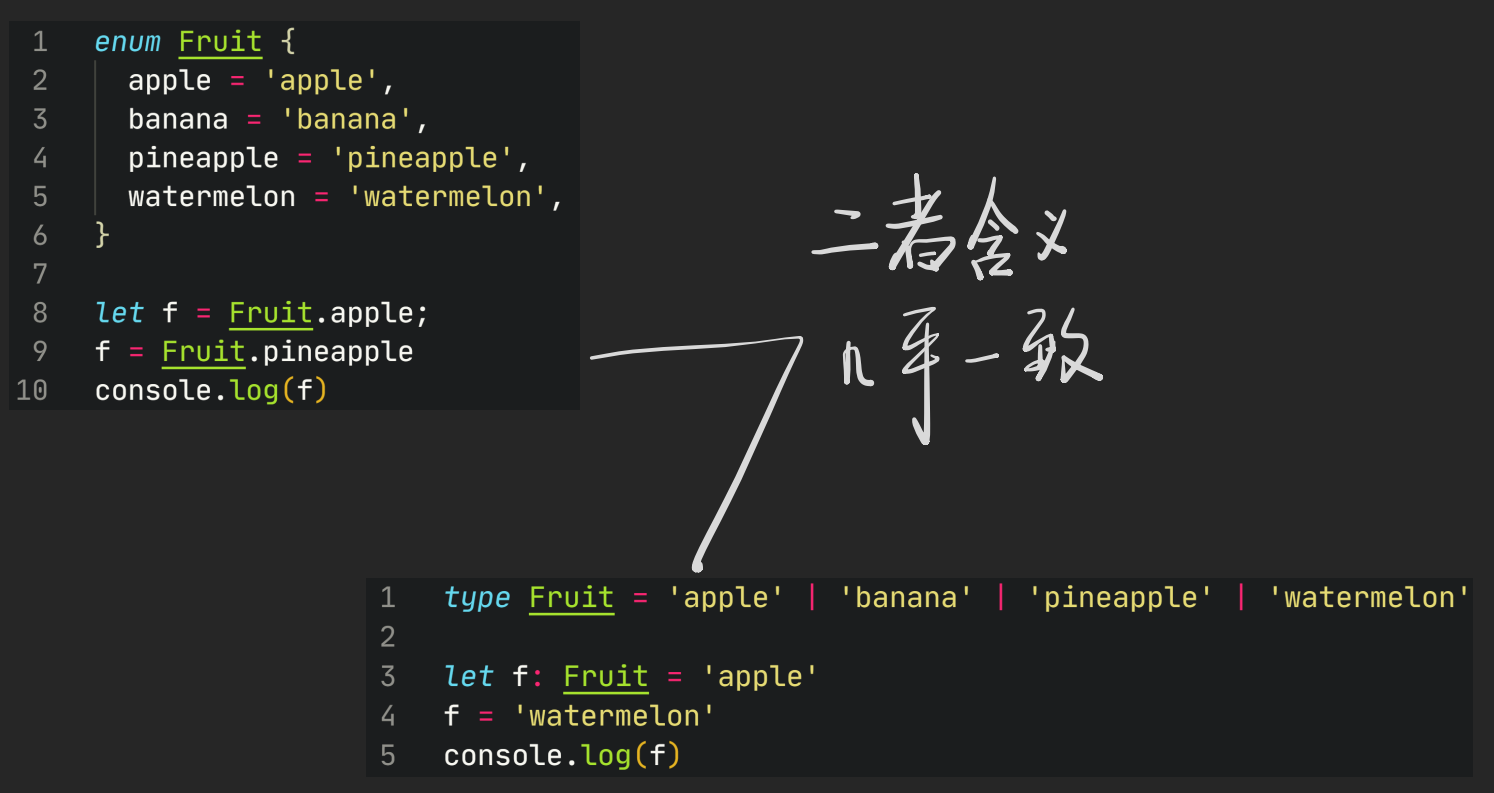 1 enum Fruit {
2 apple = 'apple',
3 banana = 'banana',
4 pineapple = 'pineapple',
5 watermelon = 'watermelon',
6 }
7
8 let f = Fruit.apple;
9 f = Fruit.pineapple
10 console.log(f)
二者含义
n乎一致
1 type Fruit = 'apple' | 'banana' | 'pineapple' | 'watermelon'
2
3 let f: Fruit = 'apple'
4 f = 'watermelon'
5 console.log(f)